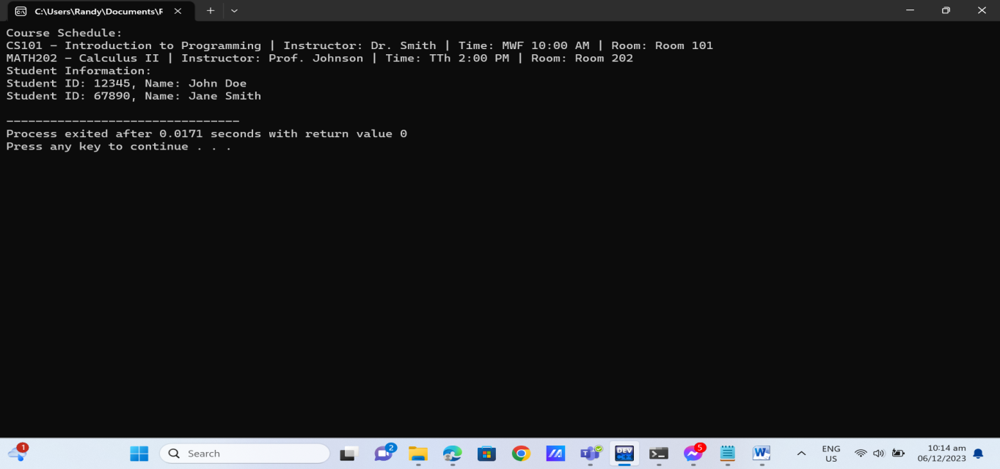 C:\Users\Randy\Documents\F
Course Schedule:
CS101 - Introduction to Programming | Instructor: Dr. Smith | Time: MWF 10:00 AM | Room: Room 101
MATH202 - Calculus II | Instructor: Prof. Johnson | Time: TTh 2:00 PM | Room: Room 202
Student Information:
Student ID: 12345, Name: John Doe
Student ID: 67890, Name: Jane Smith
--------------------------------
Process exited after 0.0171 seconds with return value 0
Press any key to continue . . .
1
Search
2
DEV
5
W
ENG
US
10:14 am
06/12/2023